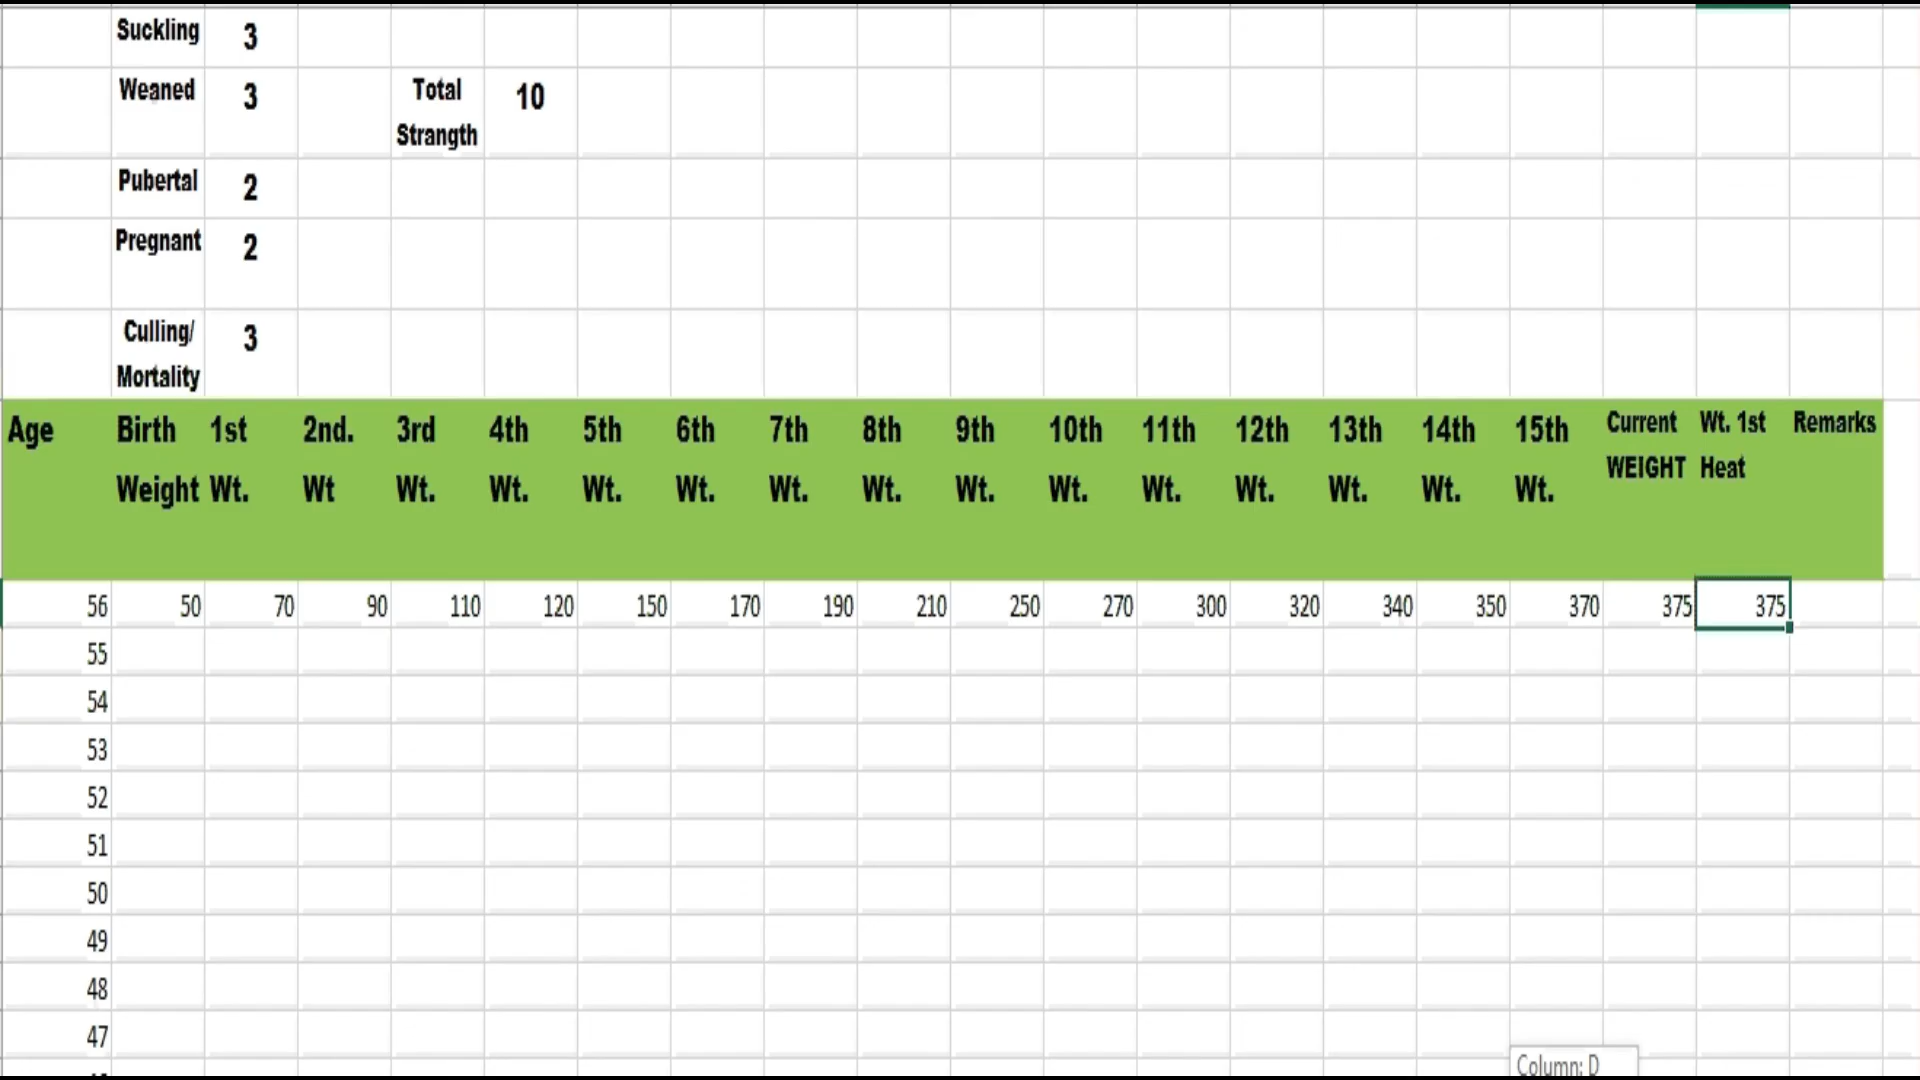 Suckling 3
Weaned 3 Total 10
Strangth
Pubertal 2
Pregnant 2
Culling/ 3
Mortality
Age Birth 1st 2nd. 3rd 4th 5th 6th 7th 8th 9th 10th 11th 12th 13th 14th 15th Current Wt. 1st Remarks
Weight Wt. Wt Wt. Wt. Wt. Wt. Wt. Wt. Wt. Wt. Wt. Wt. Wt. Wt. Wt. WEIGHT Heat
56 50 70 90 110 120 150 170 190 210 250 270 300 320 340 350 370 375 375
55
54
53
52
51
50
49
48
47
Column: D